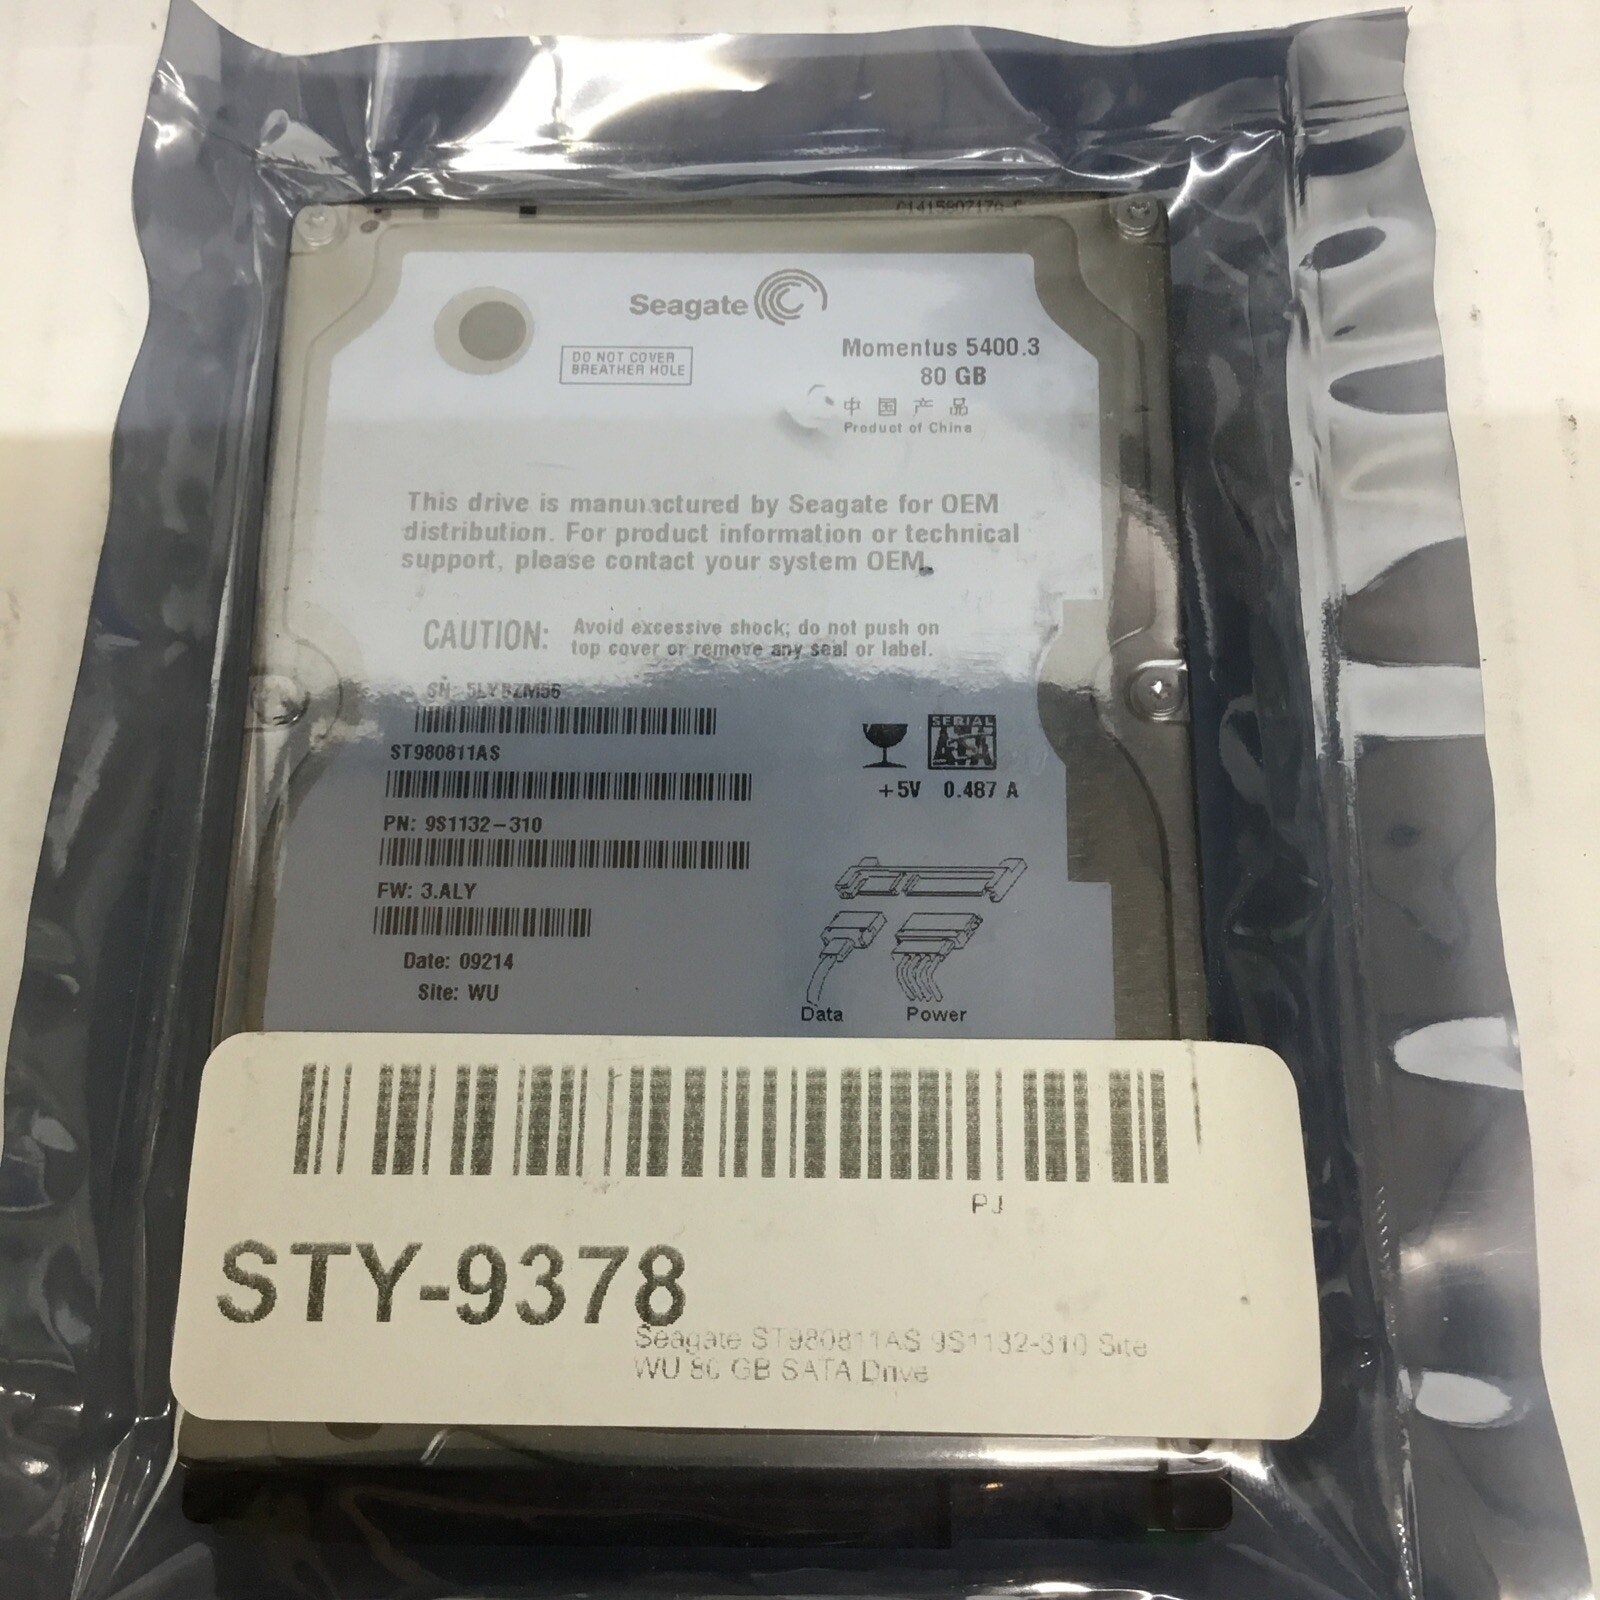 Seagate
DO NOT COVER
BREATHER HOLE
Momentus 5400.3
80 GB
中国产品
Product of China
This drive is manufactured by Seagate for OEM
distribution. For product information or technical
support, please contact your system OEM.
CAUTION: Avoid excessive shock; do not push on
top cover or remove any seal or label.
SN:
ST980811AS
SERIAL
ATA
+5V 0.487 A
PN: 9S1132-310
FW: 3.ALY
Date: 09214
Site: WU
Data Power
PJ
STY-9378
Seagate ST980811AS 9S1132-310 Site
WU 80 GB SATA Drive